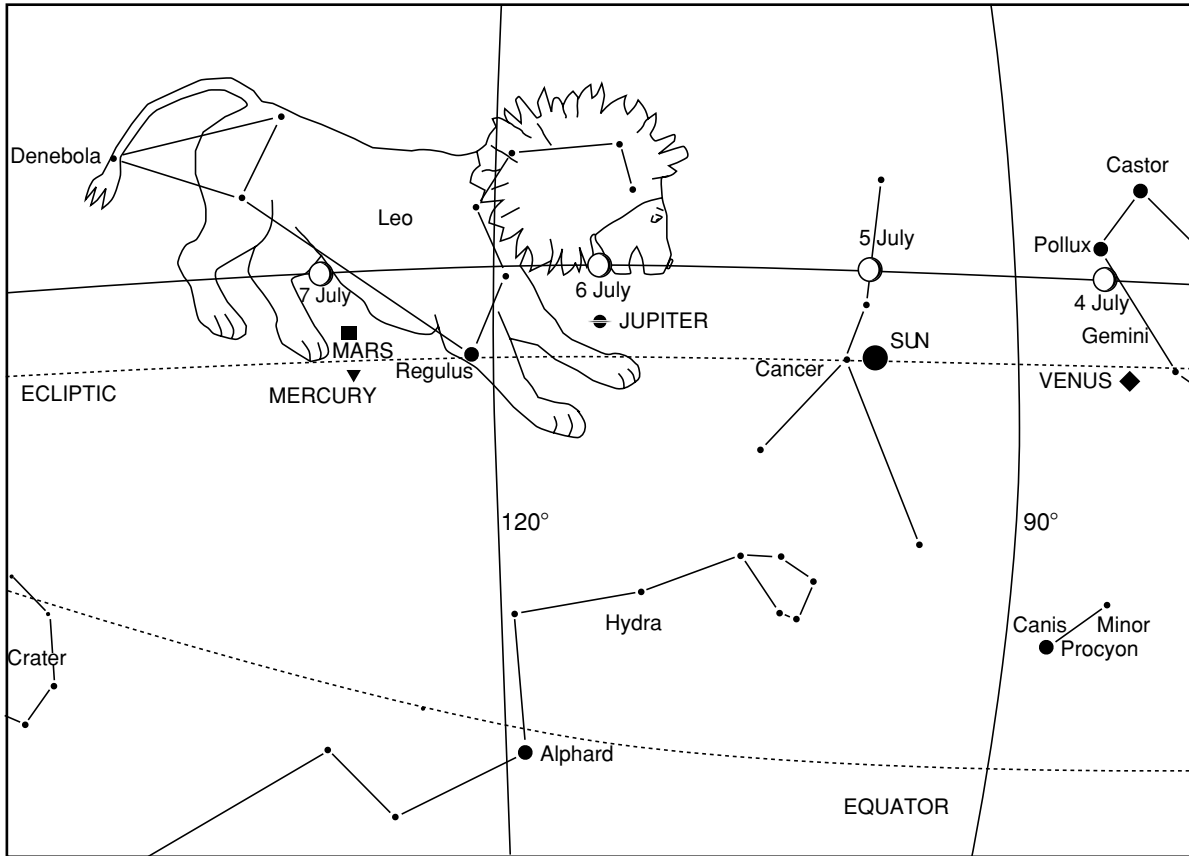 Denebola
Castor
Leo
5 July
Pollux
7 July
6 July
4 July
JUPITER
Gemini
MARS
SUN
Regulus
Cancer
ECLIPTIC
MERCURY
VENUS
120°
90°
Hydra
Canis Minor
Procyon
Crater
Alphard
EQUATOR